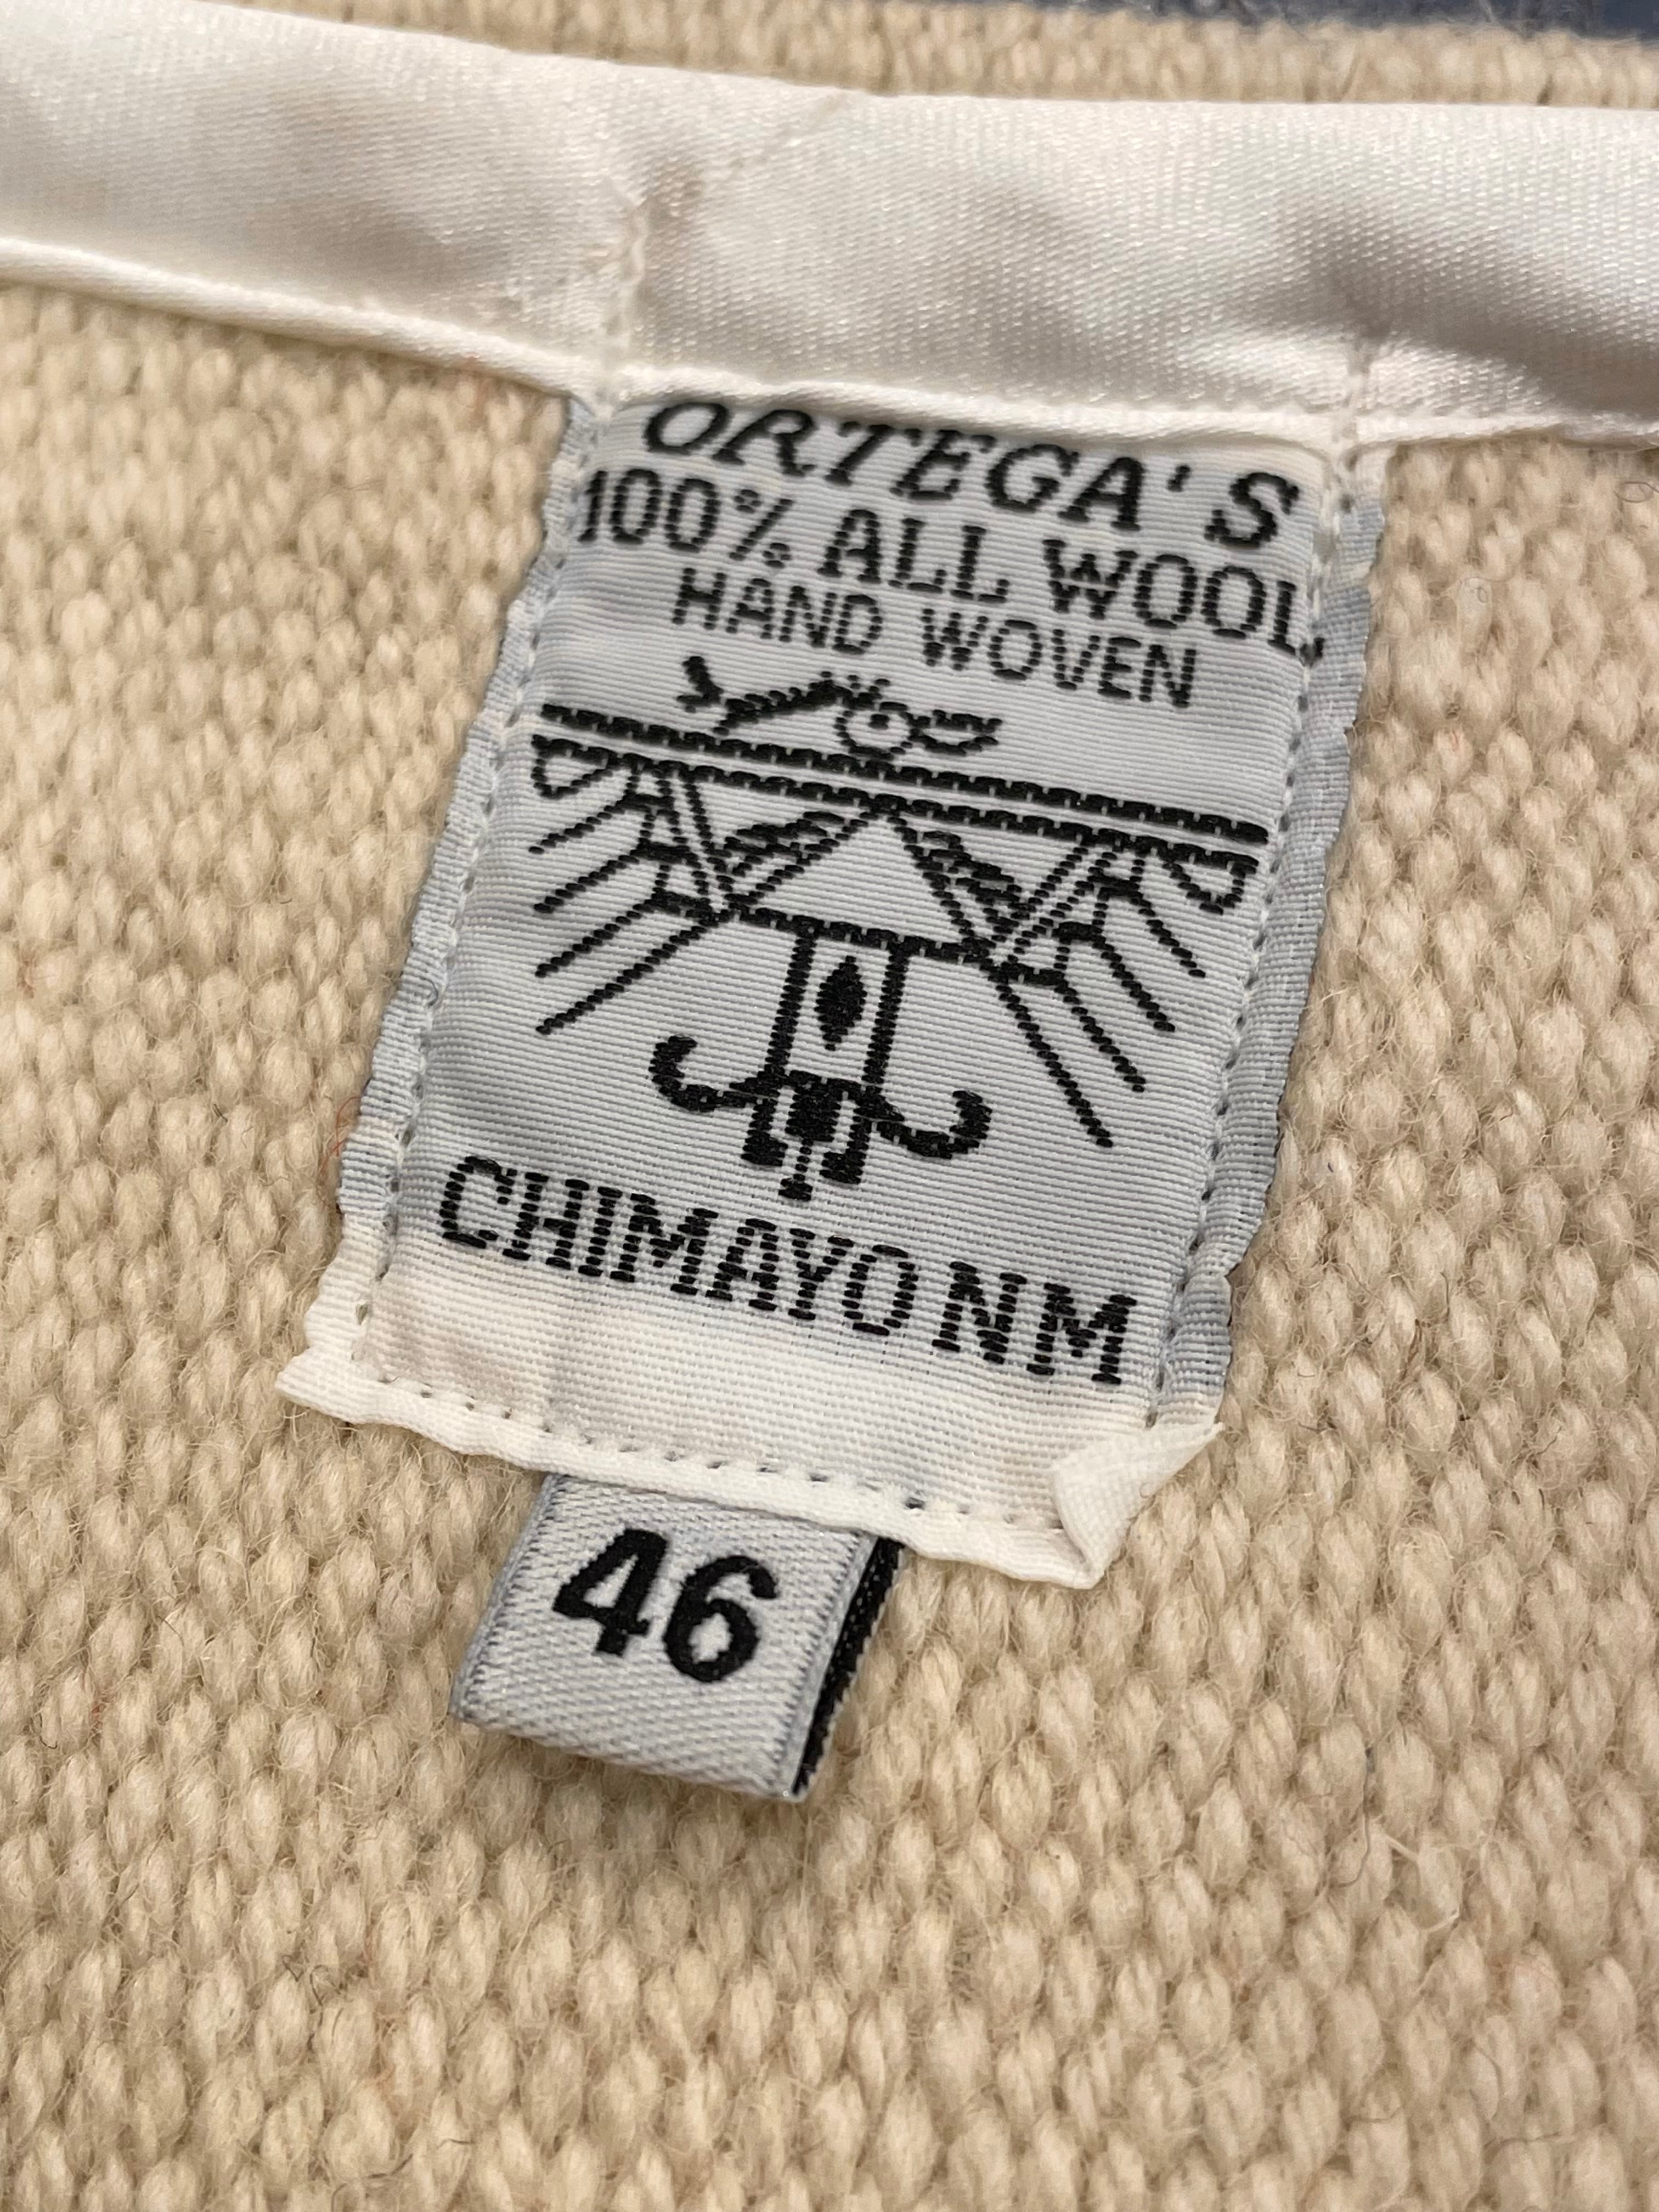 ORTEGA'S
100% ALL WOOL
HAND WOVEN
CHIMAYO NM
46